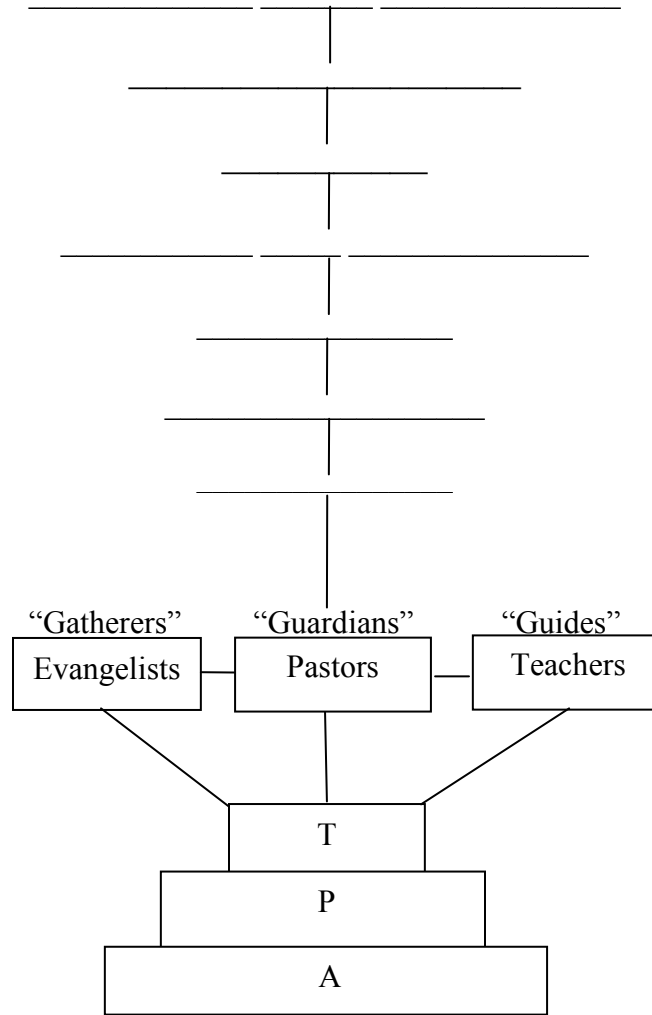 “Gatherers” “Guardians” “Guides”
Evangelists Pastors Teachers
T
P
A